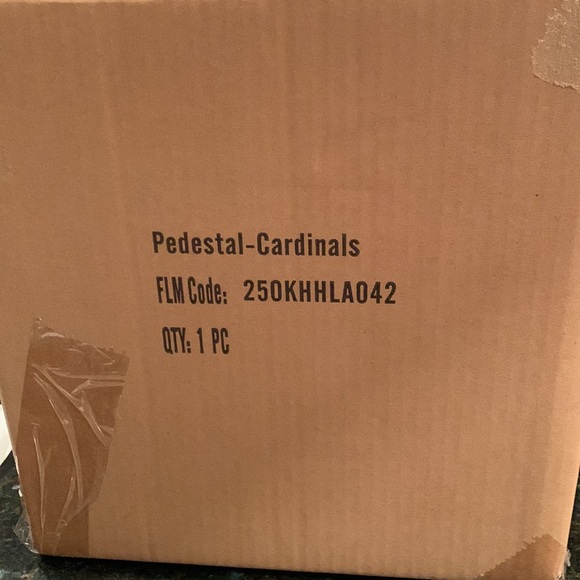 Pedestal-Cardinals
FLM Code: 250KHHLA042
QTY: 1 PC